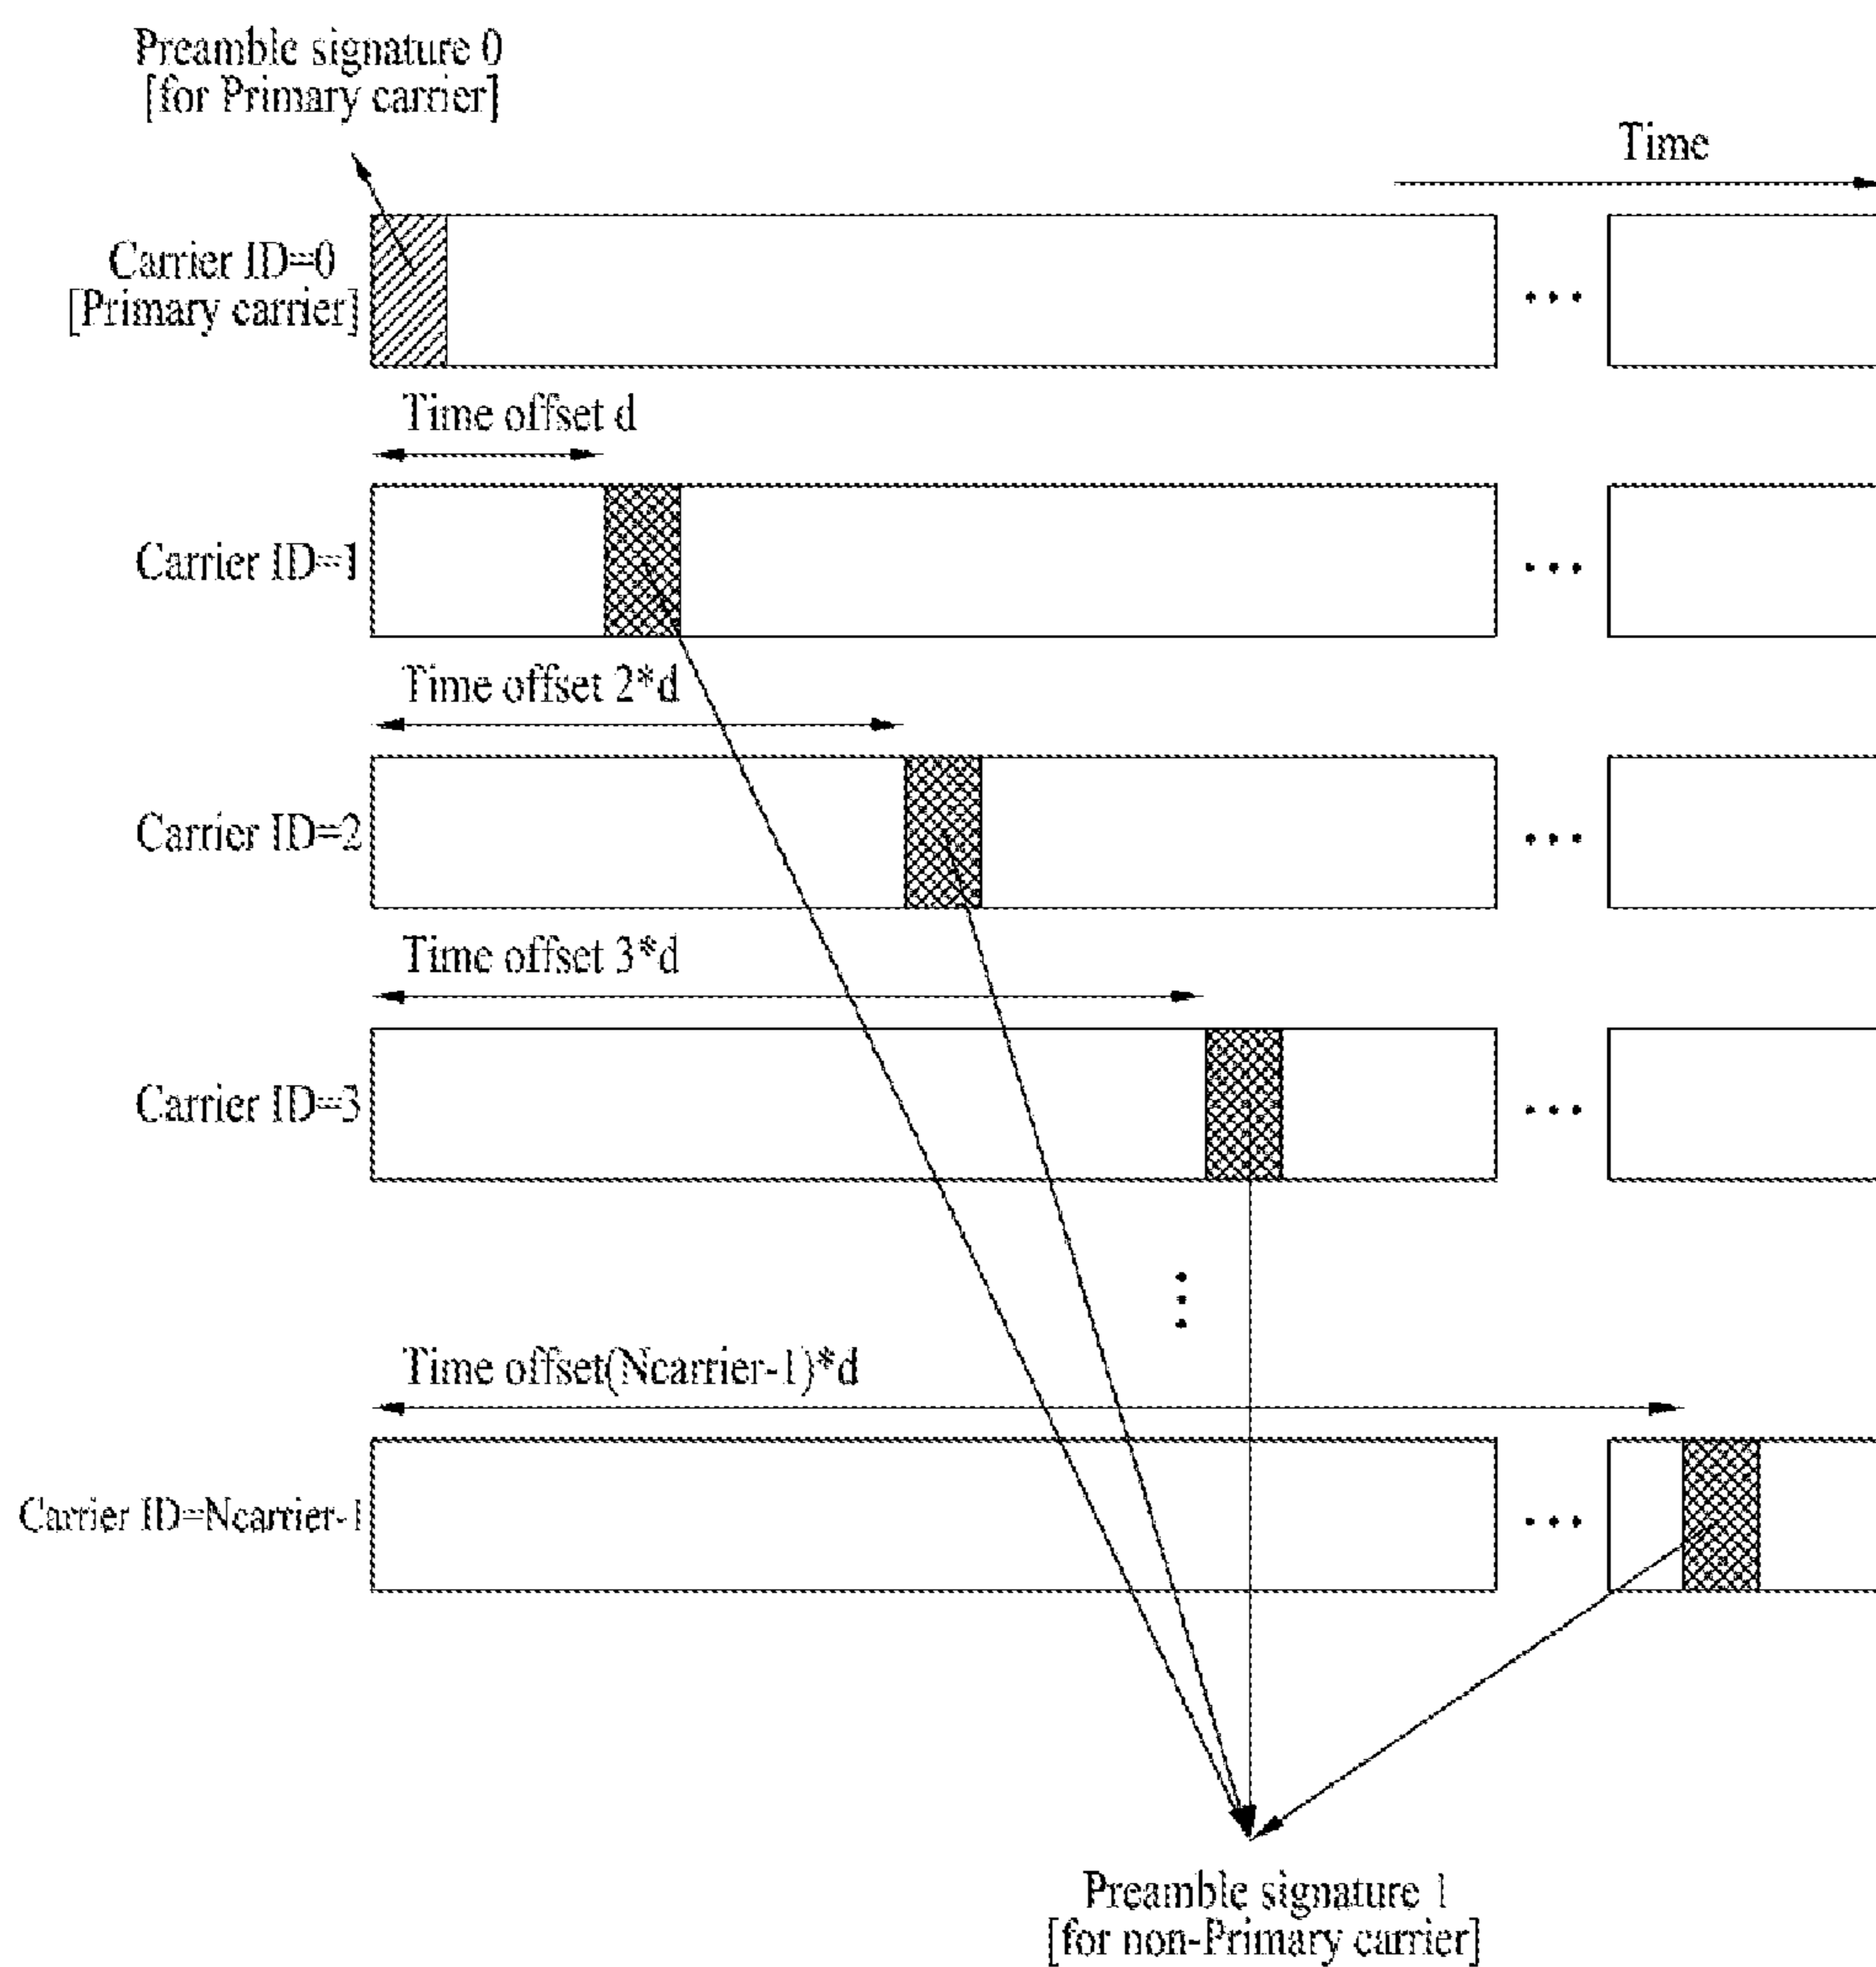 Preamble signature 0
[for Primary carrier]
Time
Carrier ID=0
[Primary carrier]
Time offset d
Carrier ID=1
Time offset 2*d
Carrier ID=2
Time offset 3*d
Carrier ID=3
Time offset(Ncarrier-1)*d
Carrier ID=Ncarrier-1
Preamble signature 1
[for non-Primary carrier]